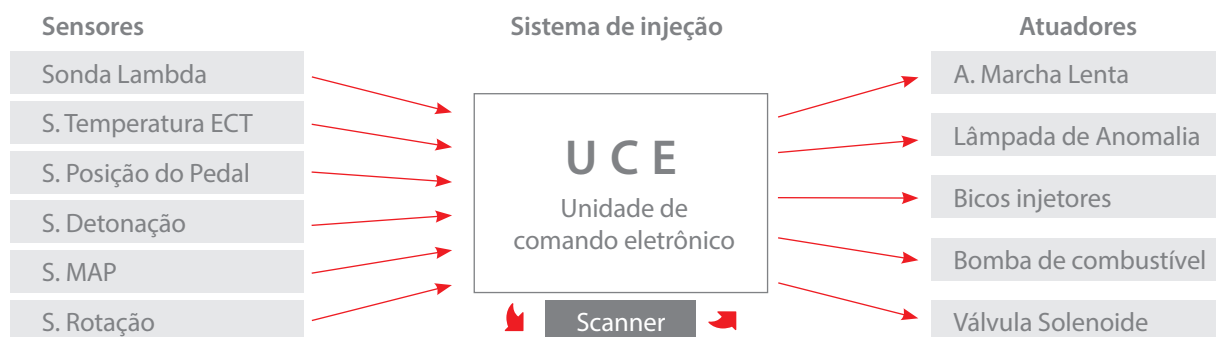 Sensores
Sonda Lambda
S. Temperatura ECT
S. Posição do Pedal
S. Detonação
S. MAP
S. Rotação
Sistema de injeção
U C E
Unidade de
comando eletrônico
Scanner
Atuadores
A. Marcha Lenta
Lâmpada de Anomalia
Bicos injetores
Bomba de combustível
Válvula Solenoide